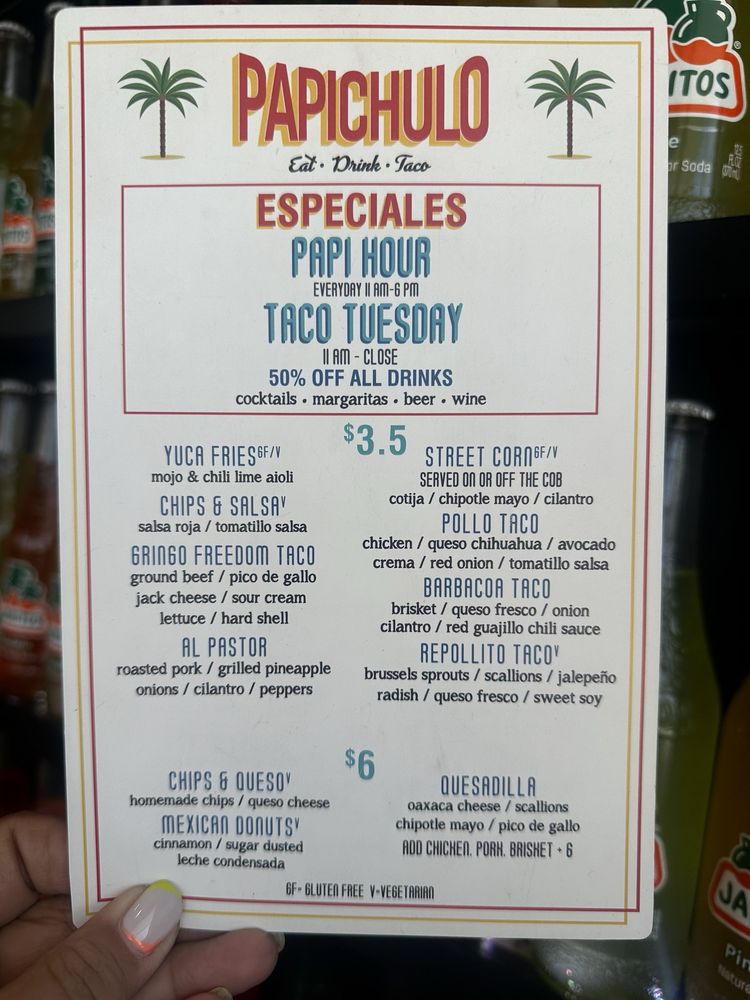 PAPICHULO
Eat · Drink · Taco
ESPECIALES
PAPI HOUR
EVERYDAY 11 AM-6 PM
TACO TUESDAY
11 AM - CLOSE
50% OFF ALL DRINKS
cocktails • margaritas • beer • wine
$3.5
YUCA FRIES GF/V
mojo & chili lime aioli
CHIPS & SALSA V
salsa roja / tomatillo salsa
GRINGO FREEDOM TACO
ground beef / pico de gallo
jack cheese / sour cream
lettuce / hard shell
AL PASTOR
roasted pork / grilled pineapple
onions / cilantro / peppers
STREET CORN GF/V
SERVED ON OR OFF THE COB
cotija / chipotle mayo / cilantro
POLLO TACO
chicken / queso chihuahua / avocado
crema / red onion / tomatillo salsa
BARBACOA TACO
brisket / queso fresco / onion
cilantro / red guajillo chili sauce
REPOLLITO TACO V
brussels sprouts / scallions / jalepeño
radish / queso fresco / sweet soy
$6
CHIPS & QUESO V
homemade chips / queso cheese
MEXICAN DONUTS V
cinnamon / sugar dusted
leche condensada
QUESADILLA
oaxaca cheese / scallions
chipotle mayo / pico de gallo
ADD CHICKEN, PORK, BRISKET + 6
GF= GLUTEN FREE V=VEGETARIAN
ITOS
or Soda
JA
Pin
Natura